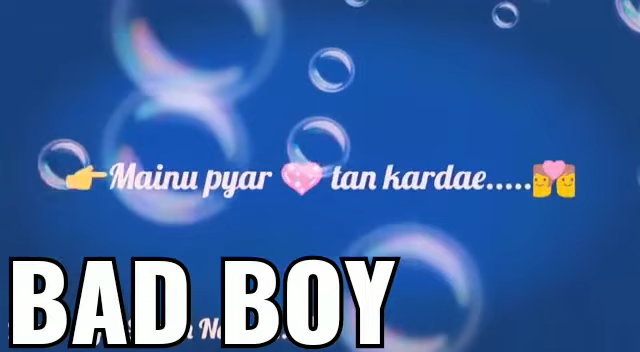 👉Mainu pyar 💖 tan kardae.....💏
BAD BOY